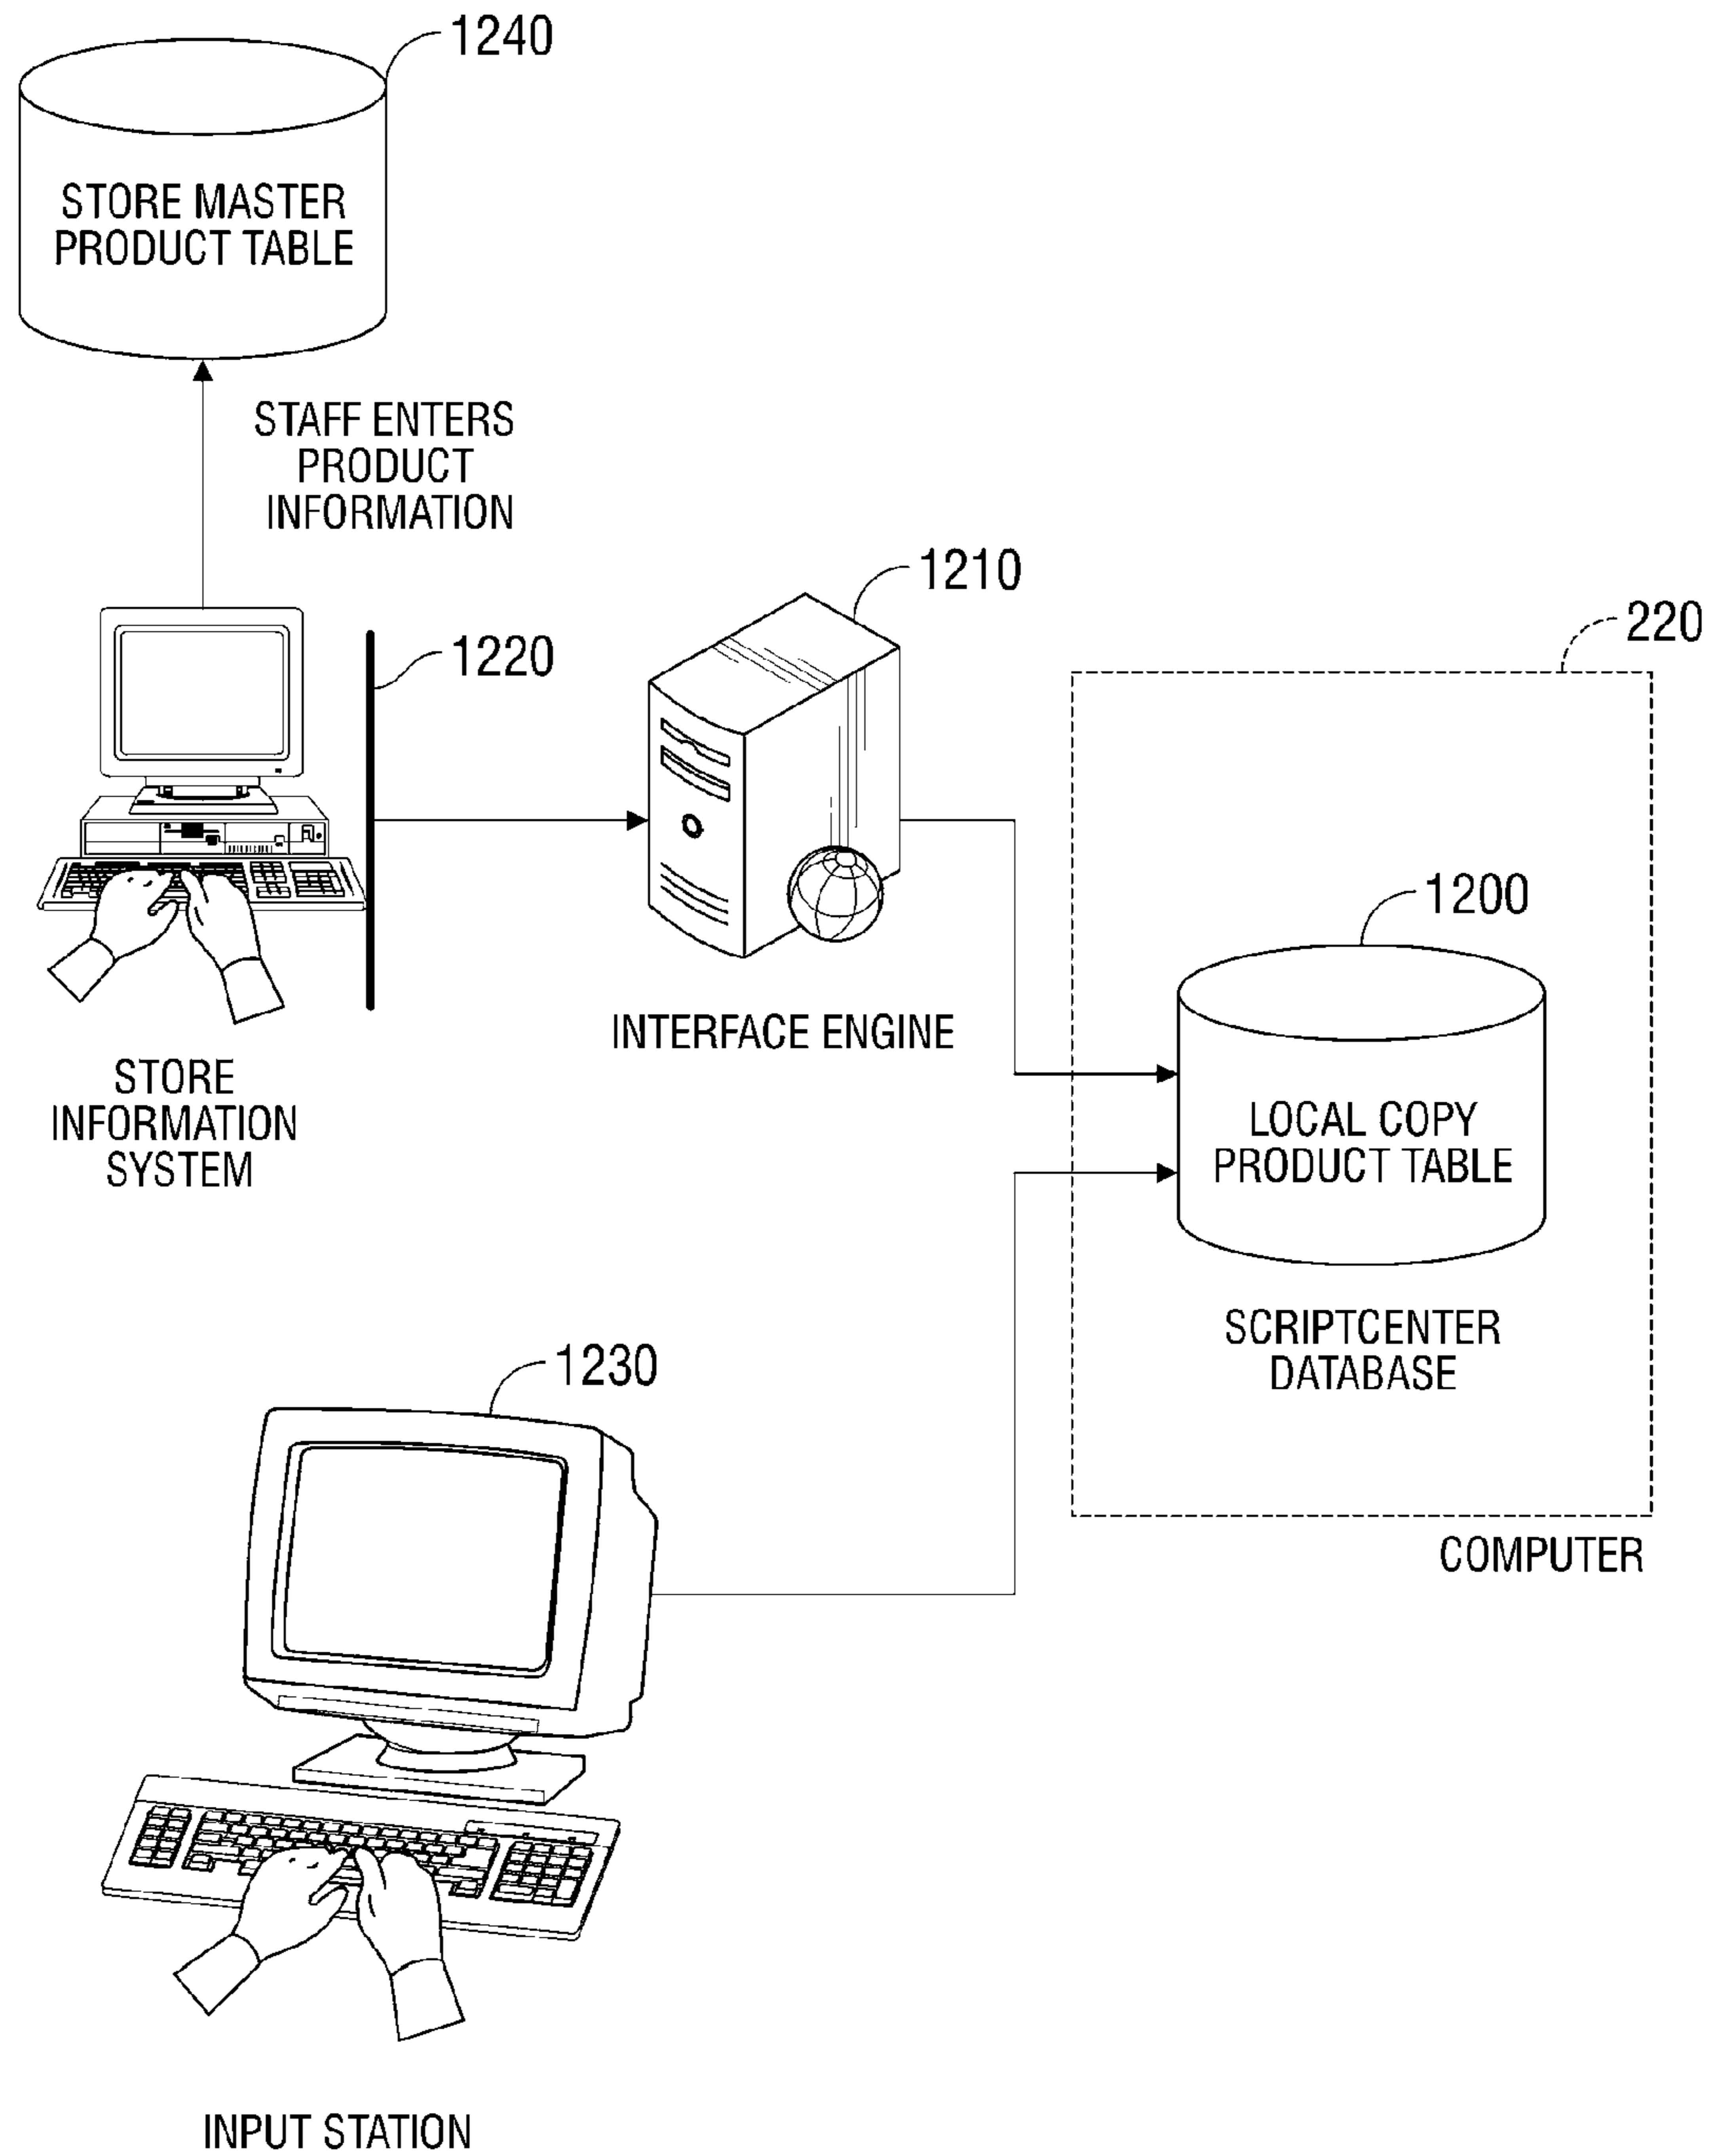 1240
STORE MASTER
PRODUCT TABLE
STAFF ENTERS
PRODUCT
INFORMATION
1210
220
1220
1200
INTERFACE ENGINE
STORE
INFORMATION
SYSTEM
LOCAL COPY
PRODUCT TABLE
SCRIPTCENTER
DATABASE
1230
COMPUTER
INPUT STATION